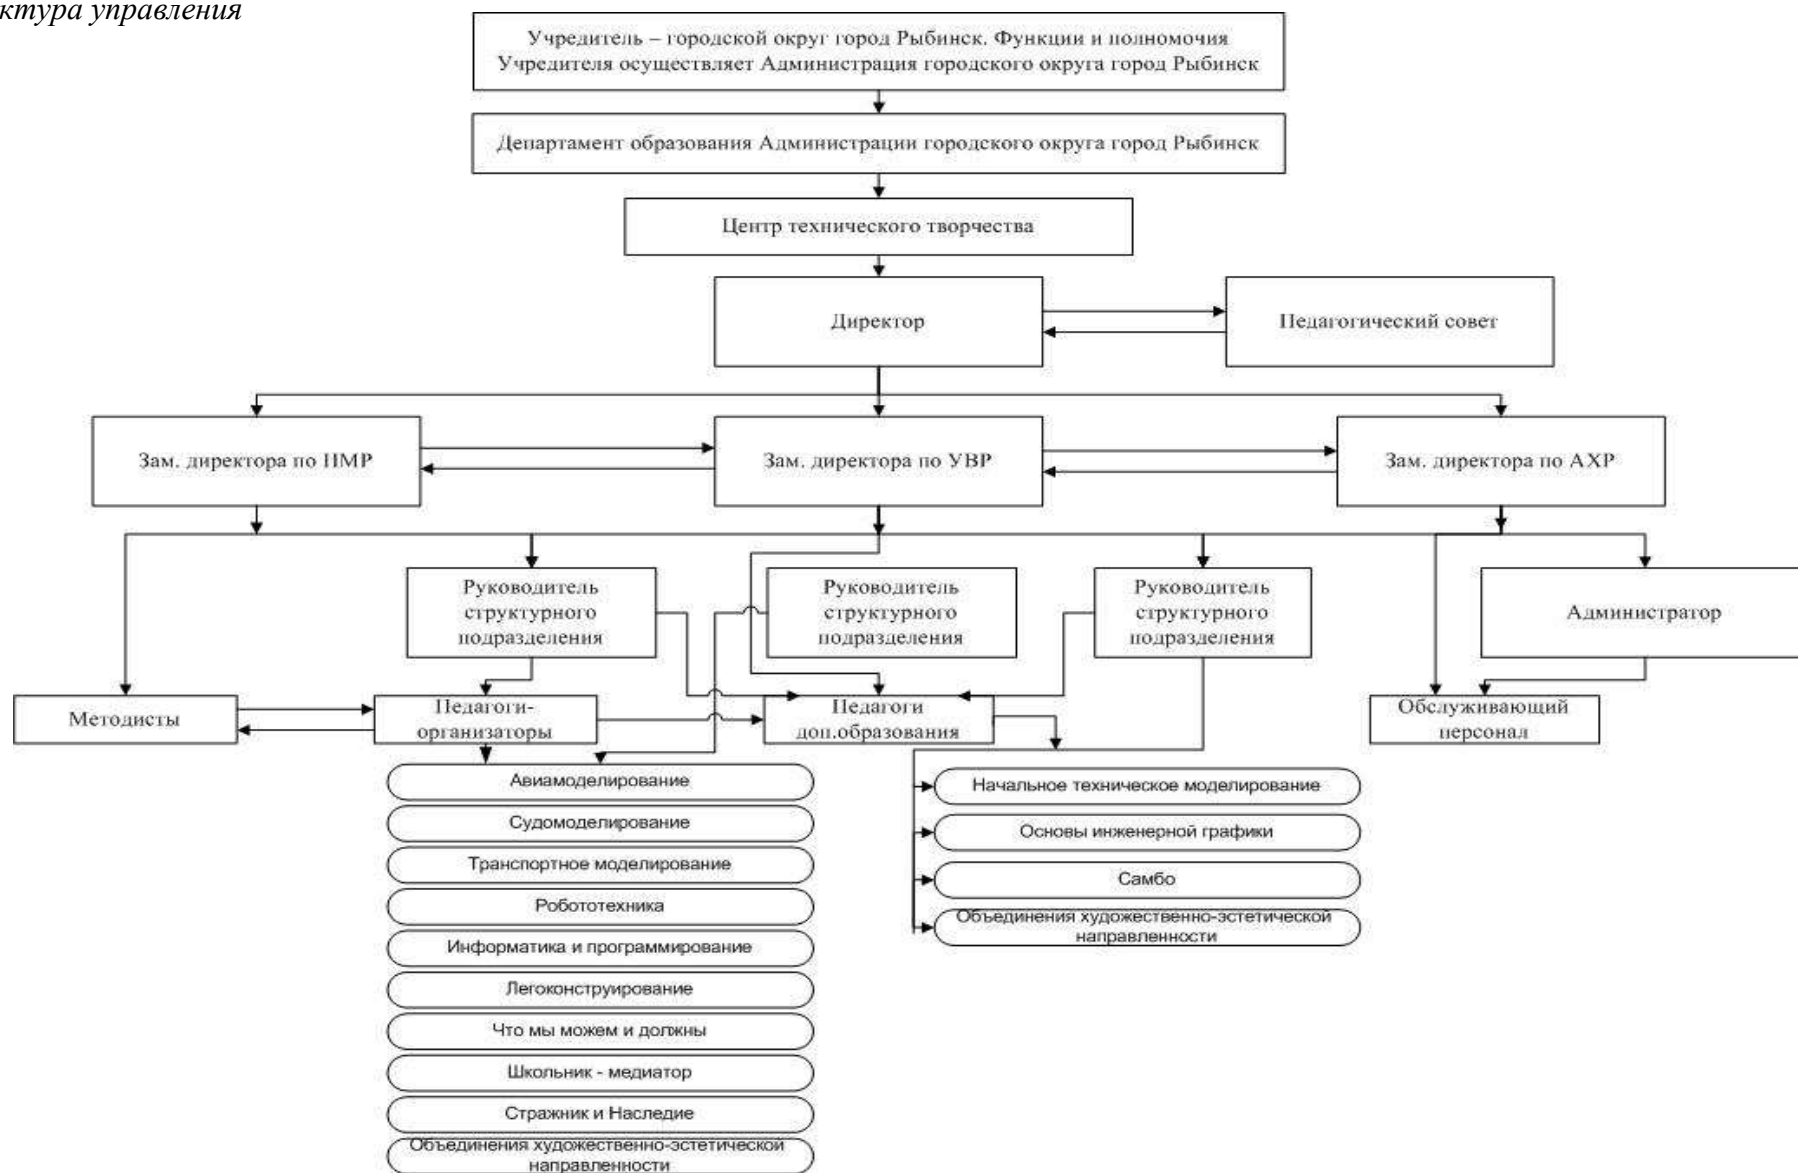 ктура управления
Учредитель – городской округ город Рыбинск. Функции и полномочия
Учредителя осуществляет Администрация городского округа город Рыбинск
Департамент образования Администрации городского округа город Рыбинск
Центр технического творчества
Директор
Педагогический совет
Зам. директора по НМР
Зам. директора по УВР
Зам. директора по АХР
Руководитель
структурного
подразделения
Руководитель
структурного
подразделения
Руководитель
структурного
подразделения
Администратор
Методисты
Педагоги-
организаторы
Педагоги
доп.образования
Обслуживающий
персонал
Авиамоделирование
Судомоделирование
Транспортное моделирование
Робототехника
Информатика и программирование
Легоконструирование
Что мы можем и должны
Школьник - медиатор
Стражник и Наследие
Объединения художественно-эстетической
направленности
Начальное техническое моделирование
Основы инженерной графики
Самбо
Объединения художественно-эстетической
направленности